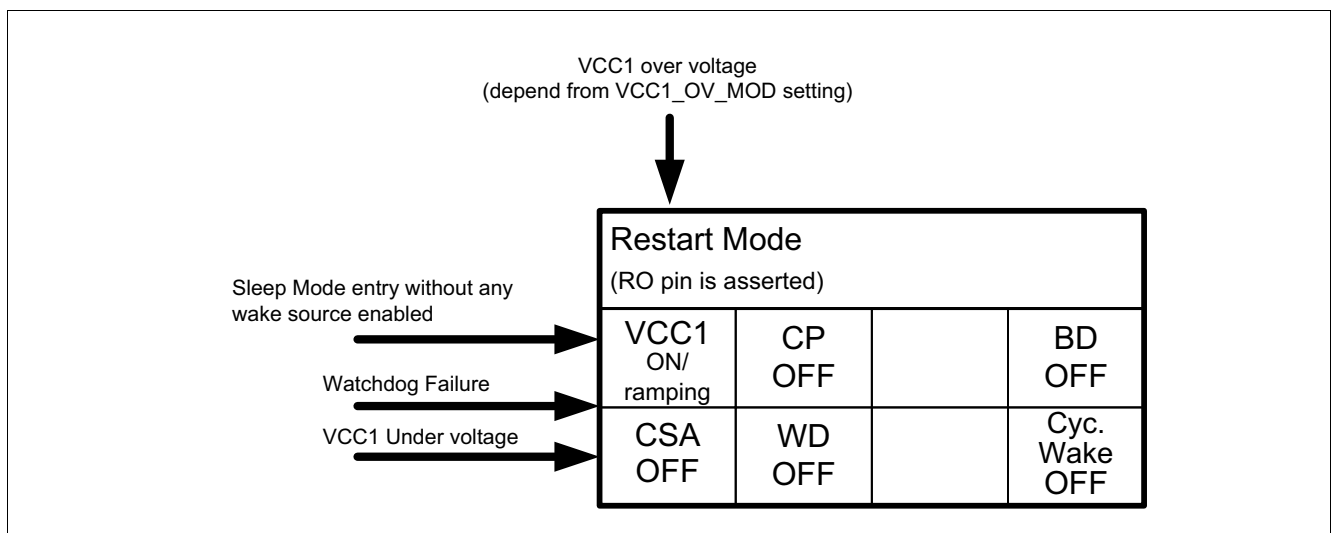 VCC1 over voltage
(depend from VCC1_OV_MOD setting)
Restart Mode
(RO pin is asserted)
Sleep Mode entry without any
wake source enabled
Watchdog Failure
VCC1 Under voltage
VCC1
ON/
ramping
CP
OFF
BD
OFF
CSA
OFF
WD
OFF
Cyc.
Wake
OFF